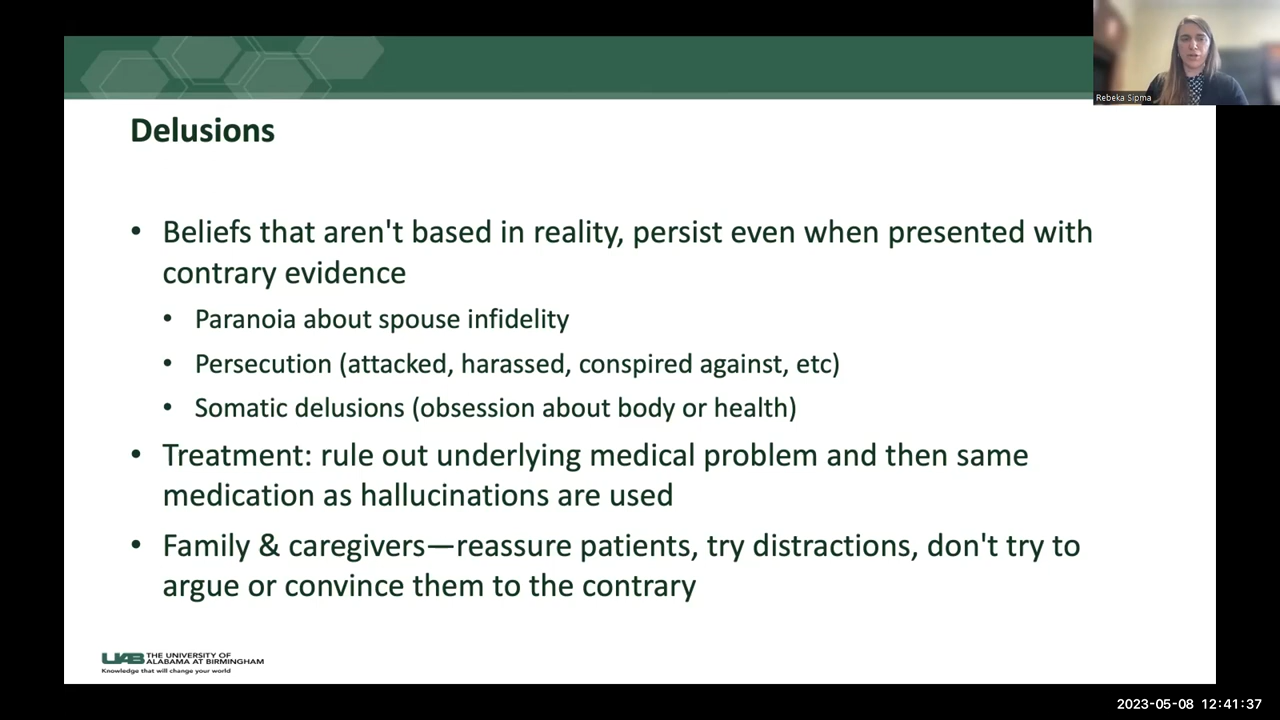 Rebeka Sipma
Delusions
• Beliefs that aren't based in reality, persist even when presented with
contrary evidence
• Paranoia about spouse infidelity
• Persecution (attacked, harassed, conspired against, etc)
• Somatic delusions (obsession about body or health)
• Treatment: rule out underlying medical problem and then same
medication as hallucinations are used
• Family & caregivers—reassure patients, try distractions, don't try to
argue or convince them to the contrary
UAB THE UNIVERSITY OF
ALABAMA AT BIRMINGHAM
Knowledge that will change your world
2023-05-08 12:41:37